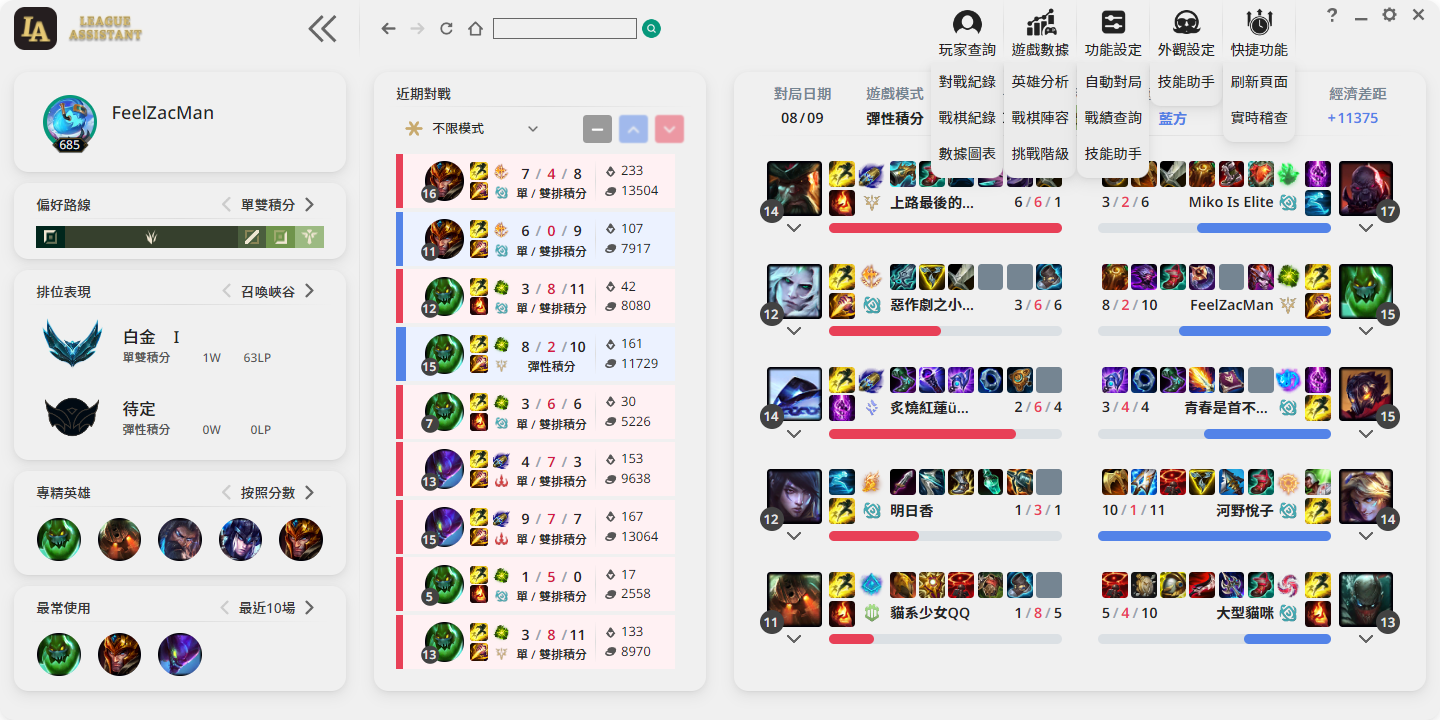 LA
LEAGUE
ASSISTANT
玩家查詢
遊戲數據
功能設定
外觀設定
快捷功能
?
對戰紀錄
戰棋紀錄
數據圖表
英雄分析
戰棋陣容
挑戰階級
自動對局
戰績查詢
技能助手
技能助手
刷新頁面
實時稽查
FeelZacMan
685
偏好路線
單雙積分
排位表現
召喚峽谷
白金 I
單雙積分 1W 63LP
待定
彈性積分 0W 0LP
專精英雄
按照分數
最常使用
最近10場
近期對戰
不限模式
16
7 / 4 / 8
單 / 雙排積分
233
13504
11
6 / 0 / 9
單 / 雙排積分
107
7917
12
3 / 8 / 11
單 / 雙排積分
42
8080
15
8 / 2 / 10
彈性積分
161
11729
7
3 / 6 / 6
單 / 雙排積分
30
5226
13
4 / 7 / 3
單 / 雙排積分
153
9638
15
9 / 7 / 7
單 / 雙排積分
167
13064
5
1 / 5 / 0
單 / 雙排積分
17
2558
13
3 / 8 / 11
單 / 雙排積分
133
8970
對局日期
08/09
遊戲模式
彈性積分
藍方
經濟差距
+11375
14
上路最後的...
6 / 6 / 1
3 / 2 / 6
Miko Is Elite
17
12
惡作劇之小...
3 / 6 / 6
8 / 2 / 10
FeelZacMan
15
14
炙燒紅蓮ü...
2 / 6 / 4
3 / 4 / 4
青春是首不...
15
12
明日香
1 / 3 / 1
10 / 1 / 11
河野悅子
14
11
貓系少女QQ
1 / 8 / 5
5 / 4 / 10
大型貓咪
13